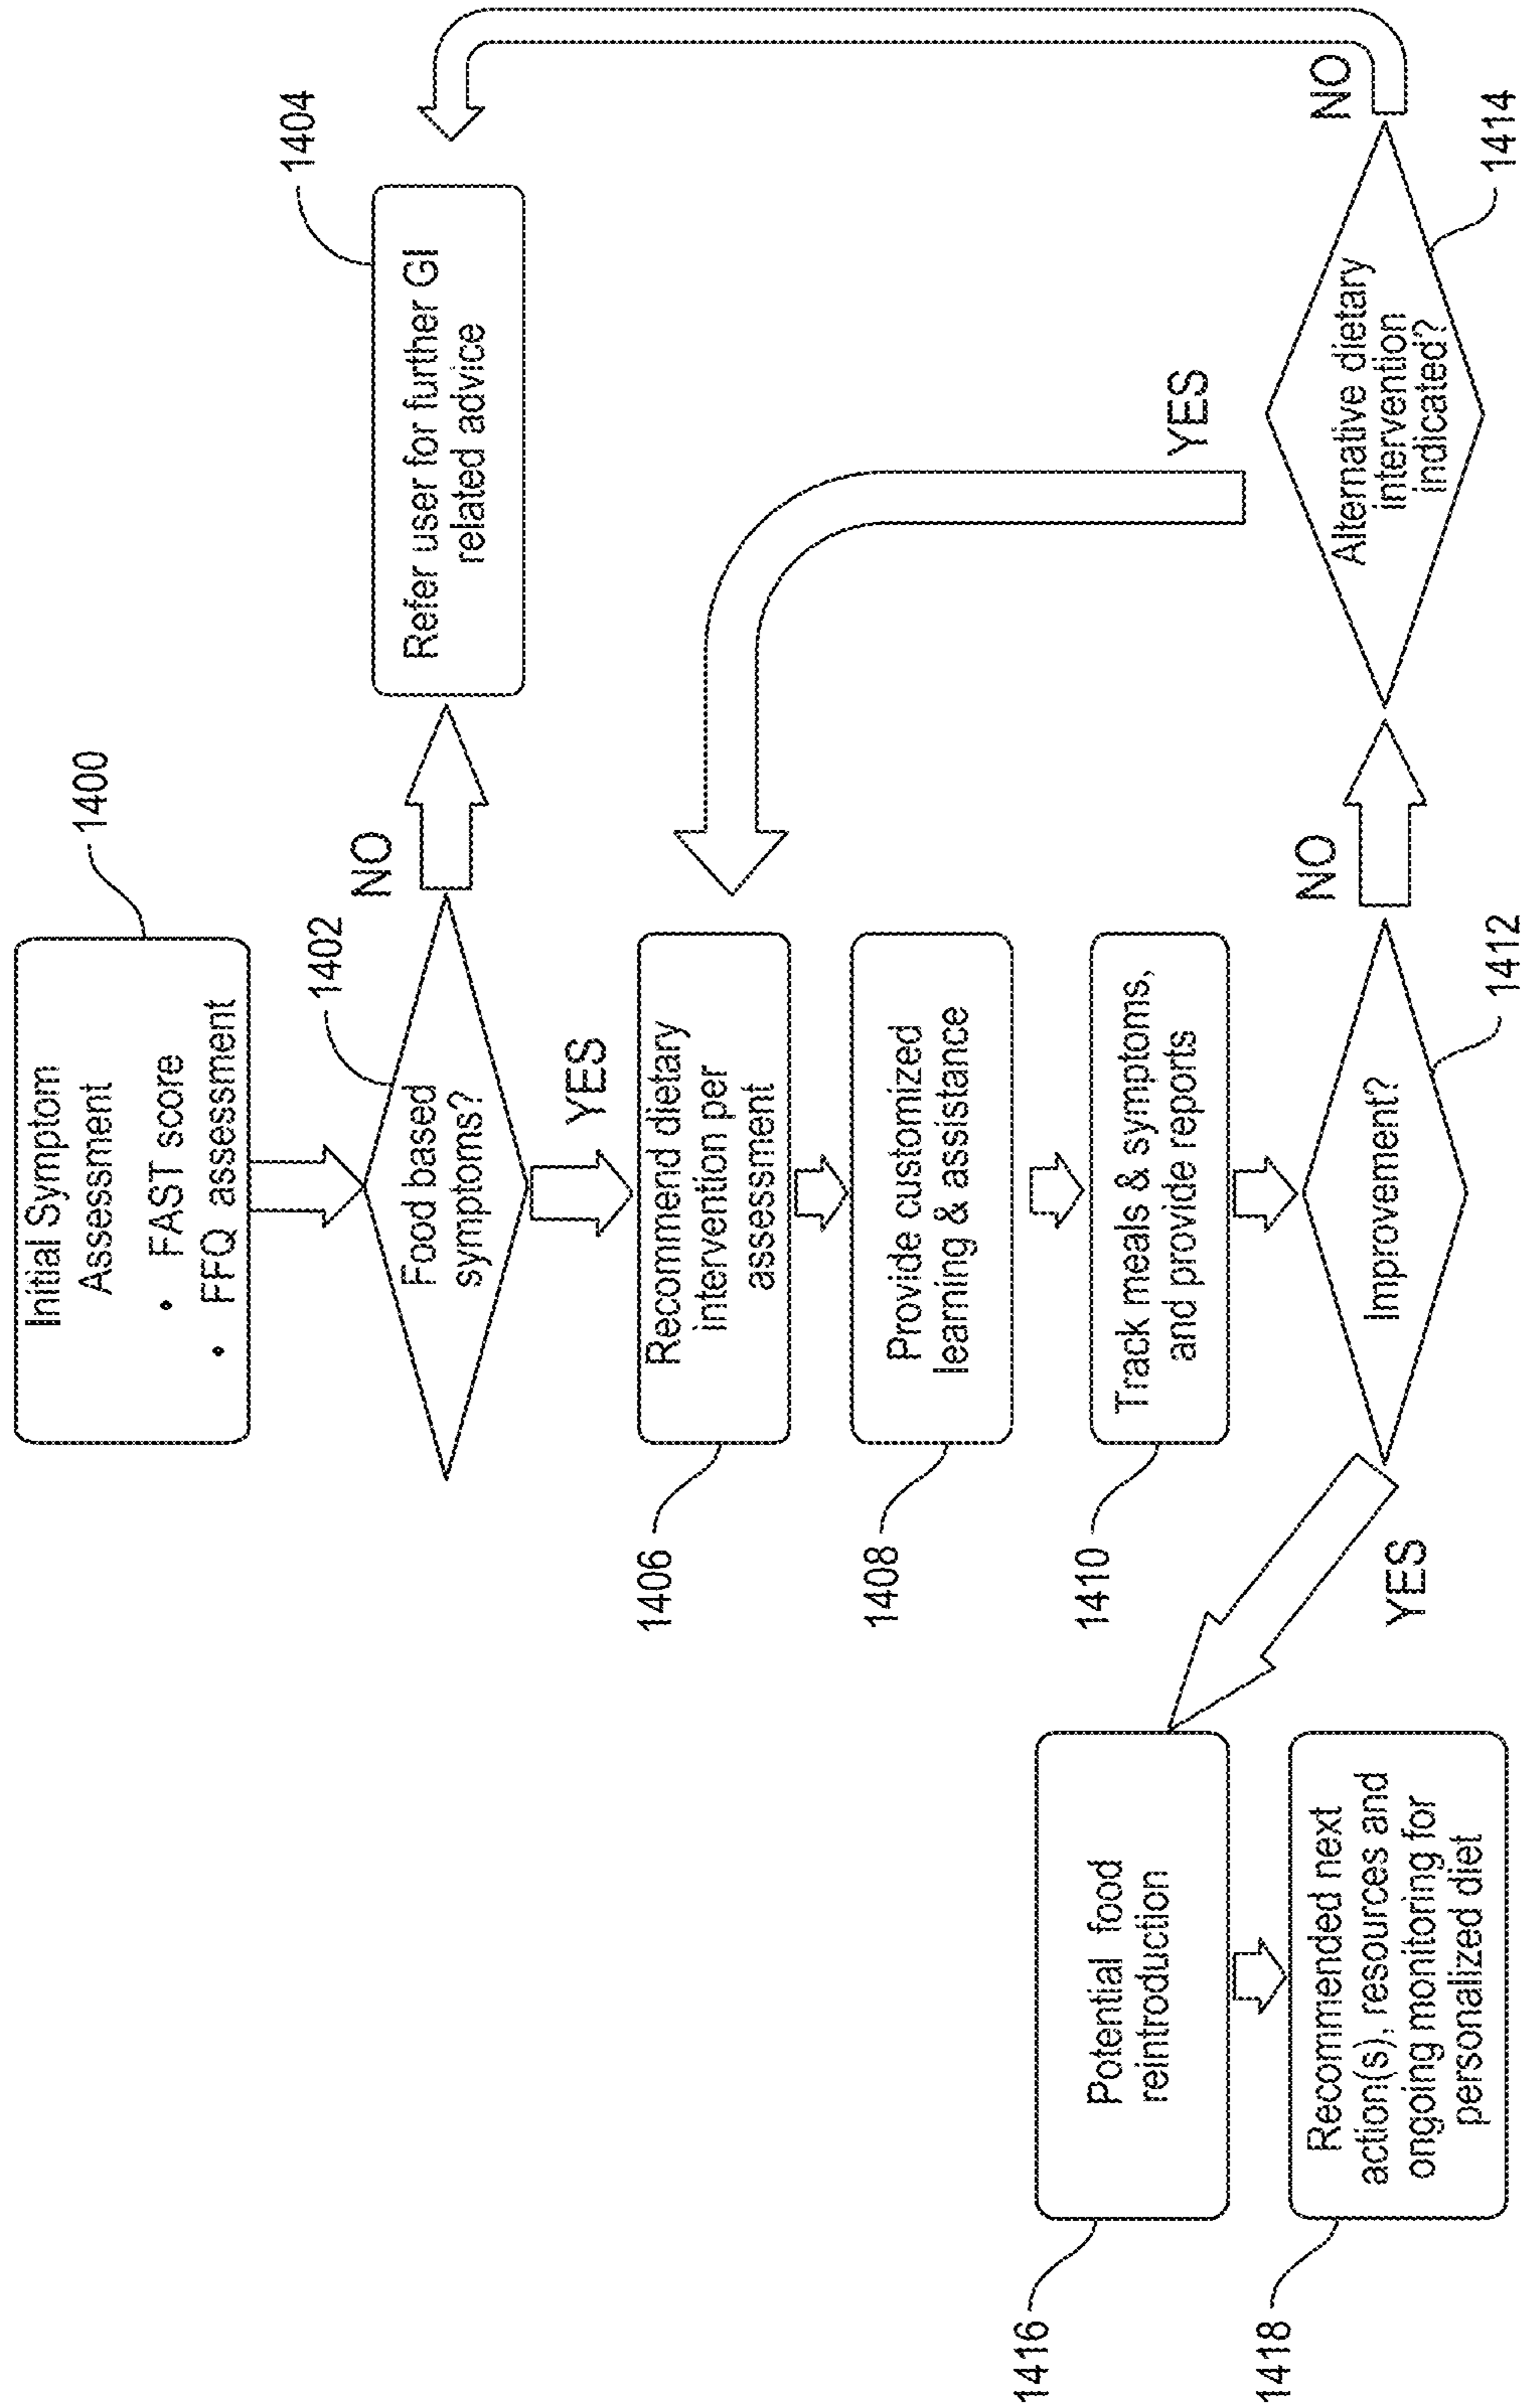 Initial Symptom
Assessment
• FAST score
• FFQ assessment
1400
Food based
symptoms?
1402
NO
Refer user for further GI
related advice
1404
YES
Recommend dietary
intervention per
assessment
1406
Provide customized
learning & assistance
1408
Track meals & symptoms,
and provide reports
1410
Improvement?
1412
NO
Alternative dietary
intervention
indicated?
1414
YES
NO
YES
Potential food
reintroduction
1416
Recommended next
action(s), resources and
ongoing monitoring for
personalized diet
1418